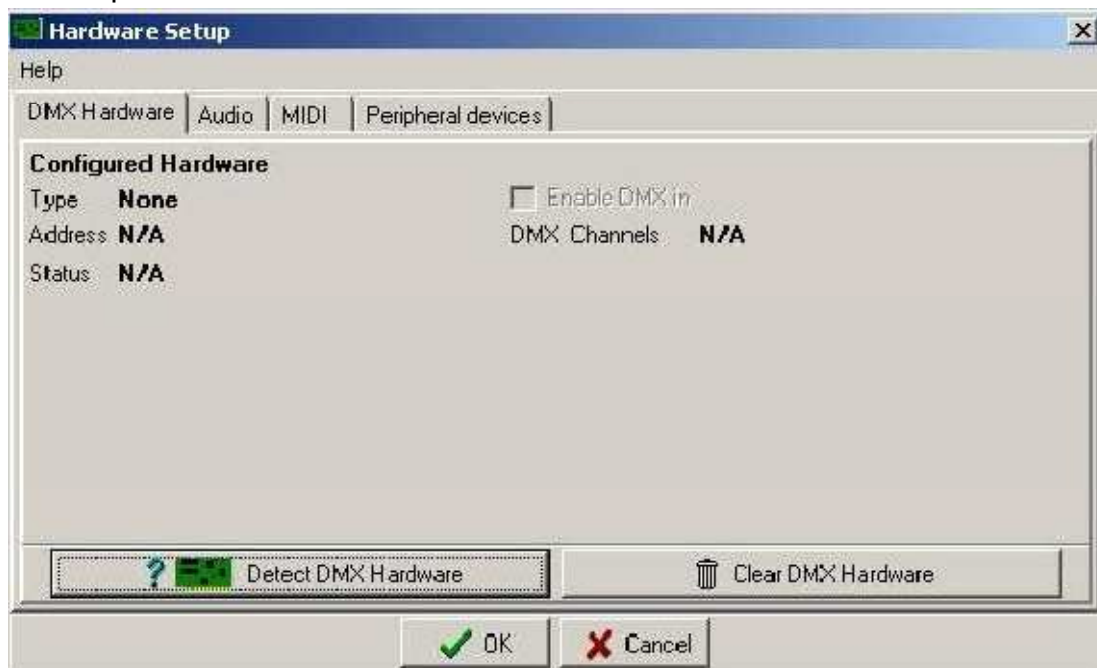 Hardware Setup
Help
DMX Hardware Audio MIDI Peripheral devices
Configured Hardware
Type None Enable DMX in
Address N/A DMX Channels N/A
Status N/A
? Detect DMX Hardware Clear DMX Hardware
OK Cancel